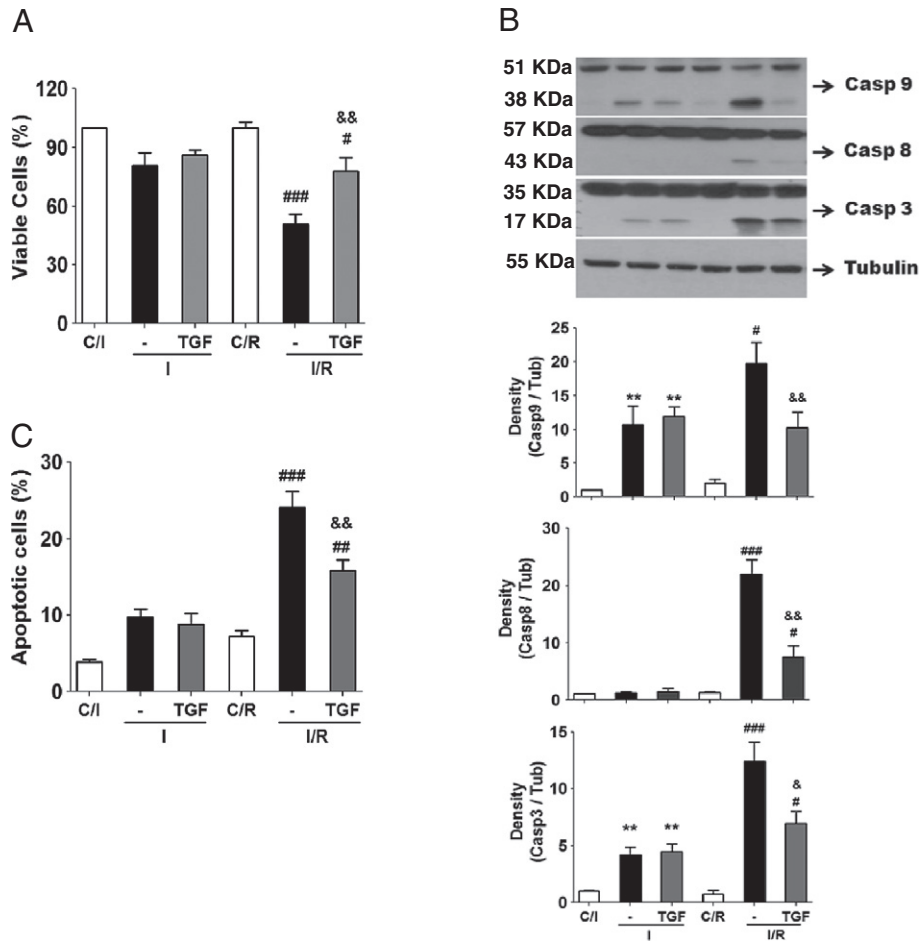 A
Viable Cells (%)
120
90
60
30
0
###
&&
#
C/I - TGF C/R - TGF
I I/R
B
51 KDa
38 KDa
57 KDa
43 KDa
35 KDa
17 KDa
55 KDa
Casp 9
Casp 8
Casp 3
Tubulin
Density
(Casp9 / Tub)
25
20
15
10
5
0
** ** # &&
Density
(Casp8 / Tub)
30
20
10
0
###
&&
#
Density
(Casp3 / Tub)
15
10
5
0
** ** ###
&
#
C/I - TGF C/R - TGF
I I/R
C
Apoptotic cells (%)
30
20
10
0
###
&&
##
C/I - TGF C/R - TGF
I I/R